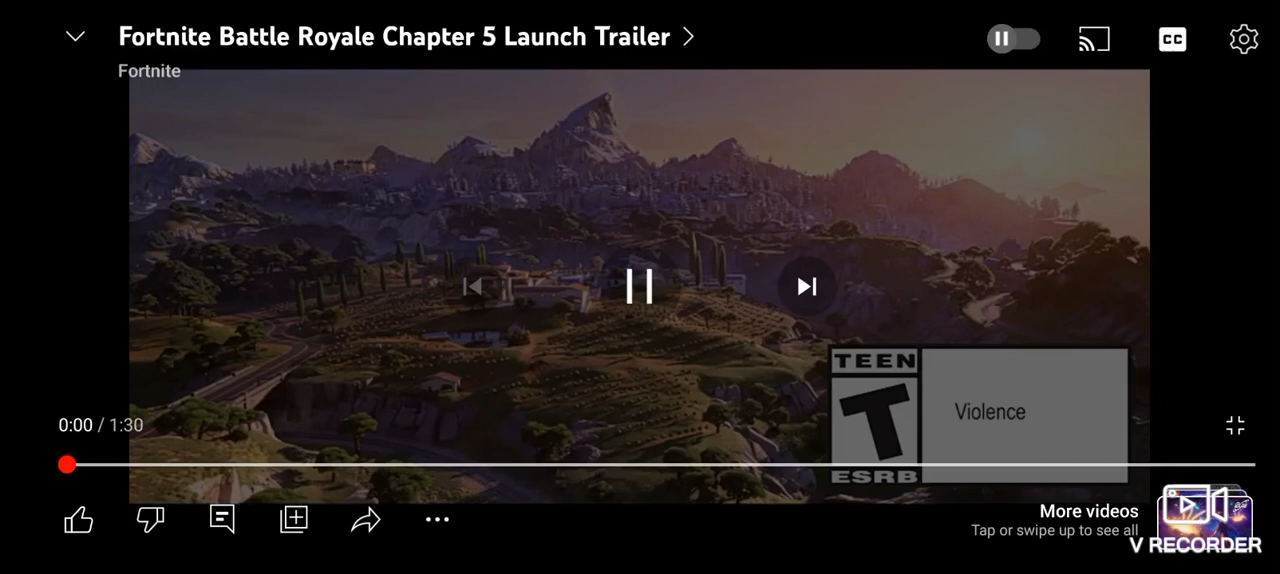 Fortnite Battle Royale Chapter 5 Launch Trailer
CC
Fortnite
TEEN
T
Violence
ESRB
0:00 / 1:30
More videos
Tap or swipe up to see all
V RECORDER